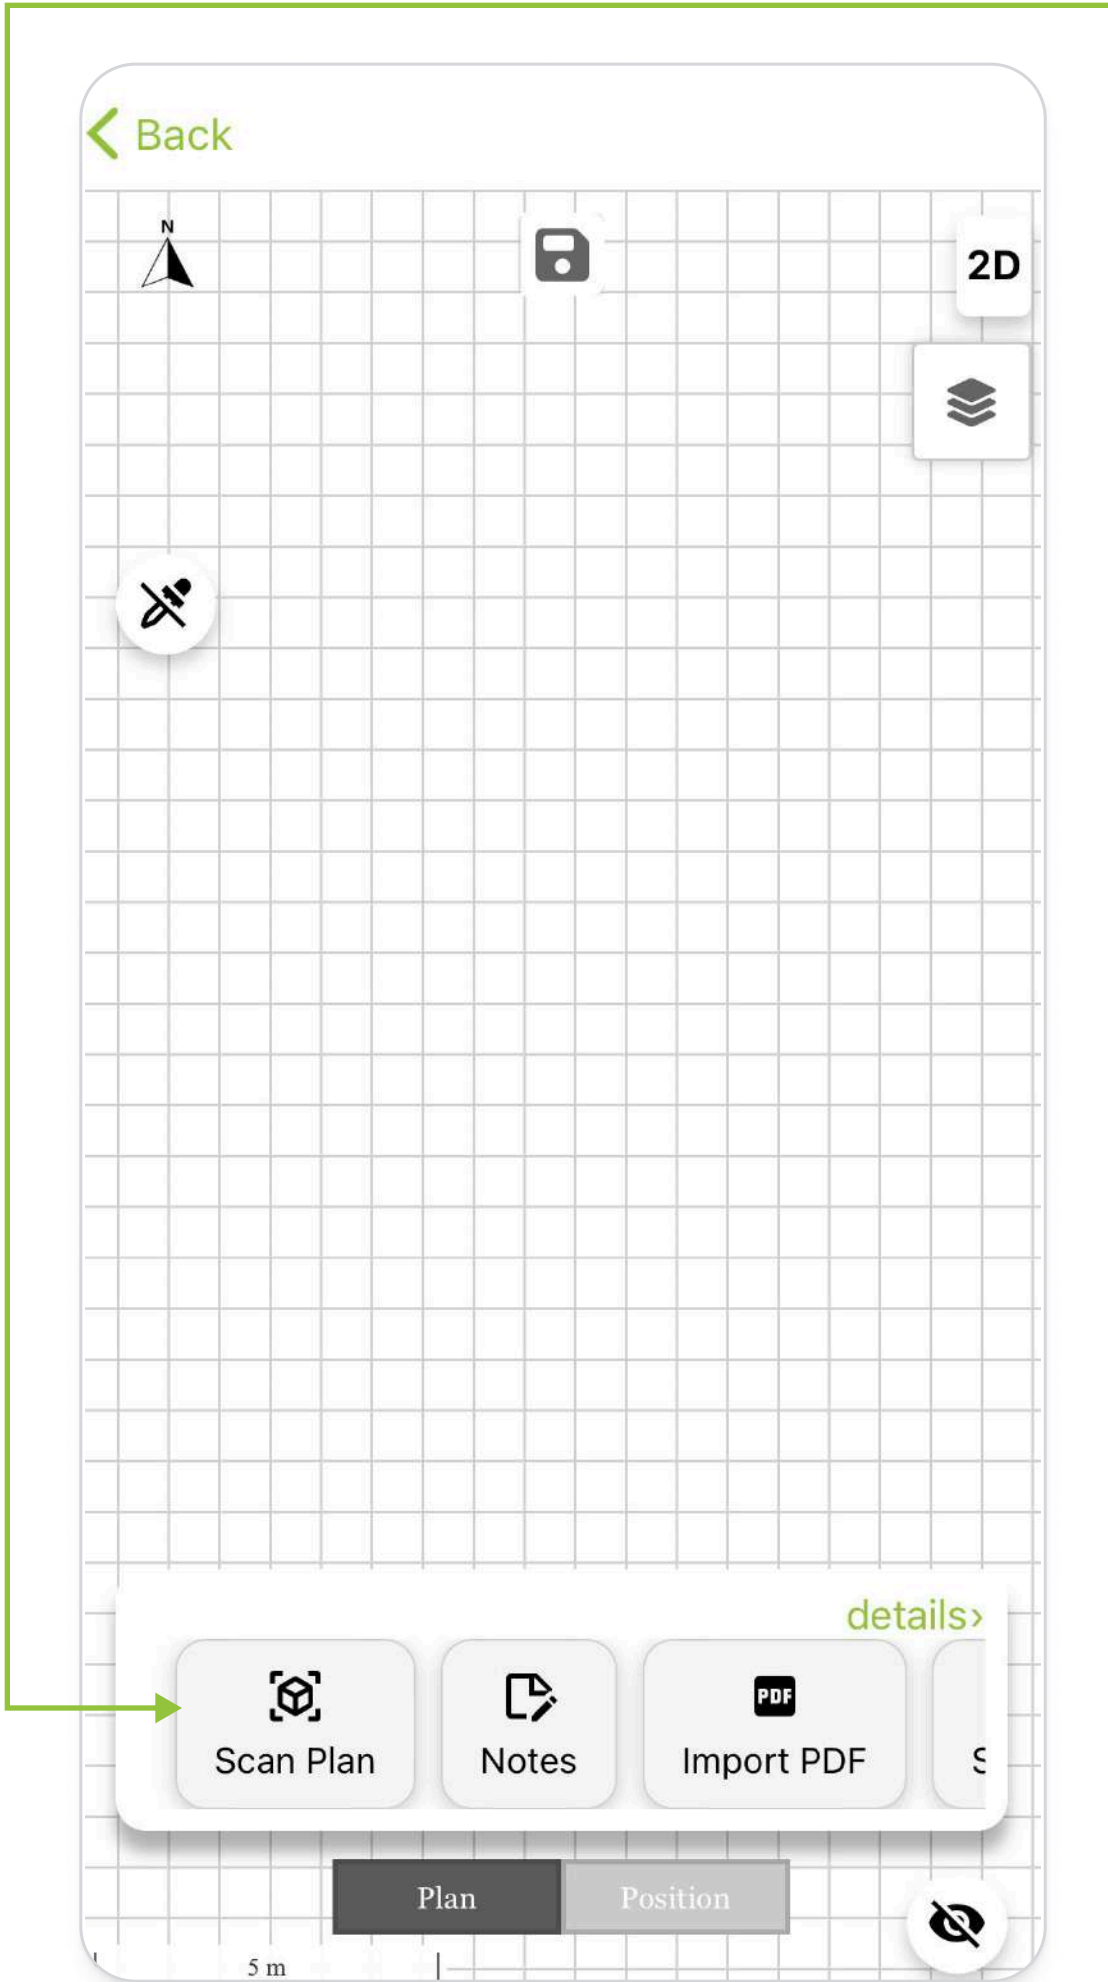 Back
N
2D
details›
Scan Plan
Notes
PDF
Import PDF
Plan
Position
5 m